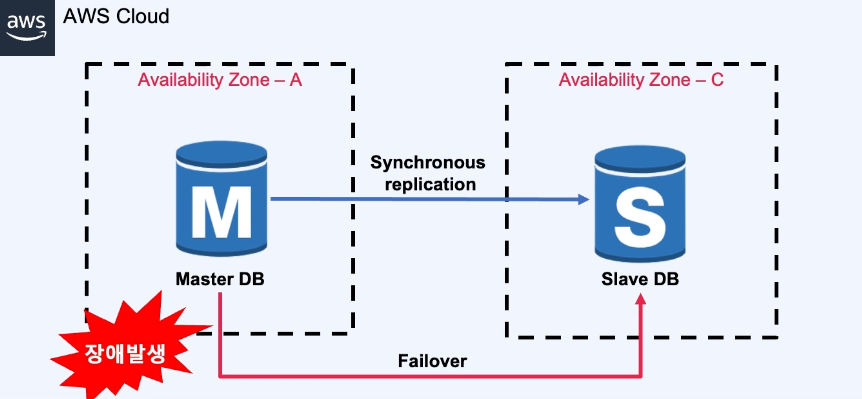 aws
AWS Cloud
Availability Zone – A
Availability Zone – C
Synchronous
replication
M
S
Master DB
Slave DB
장애발생
Failover